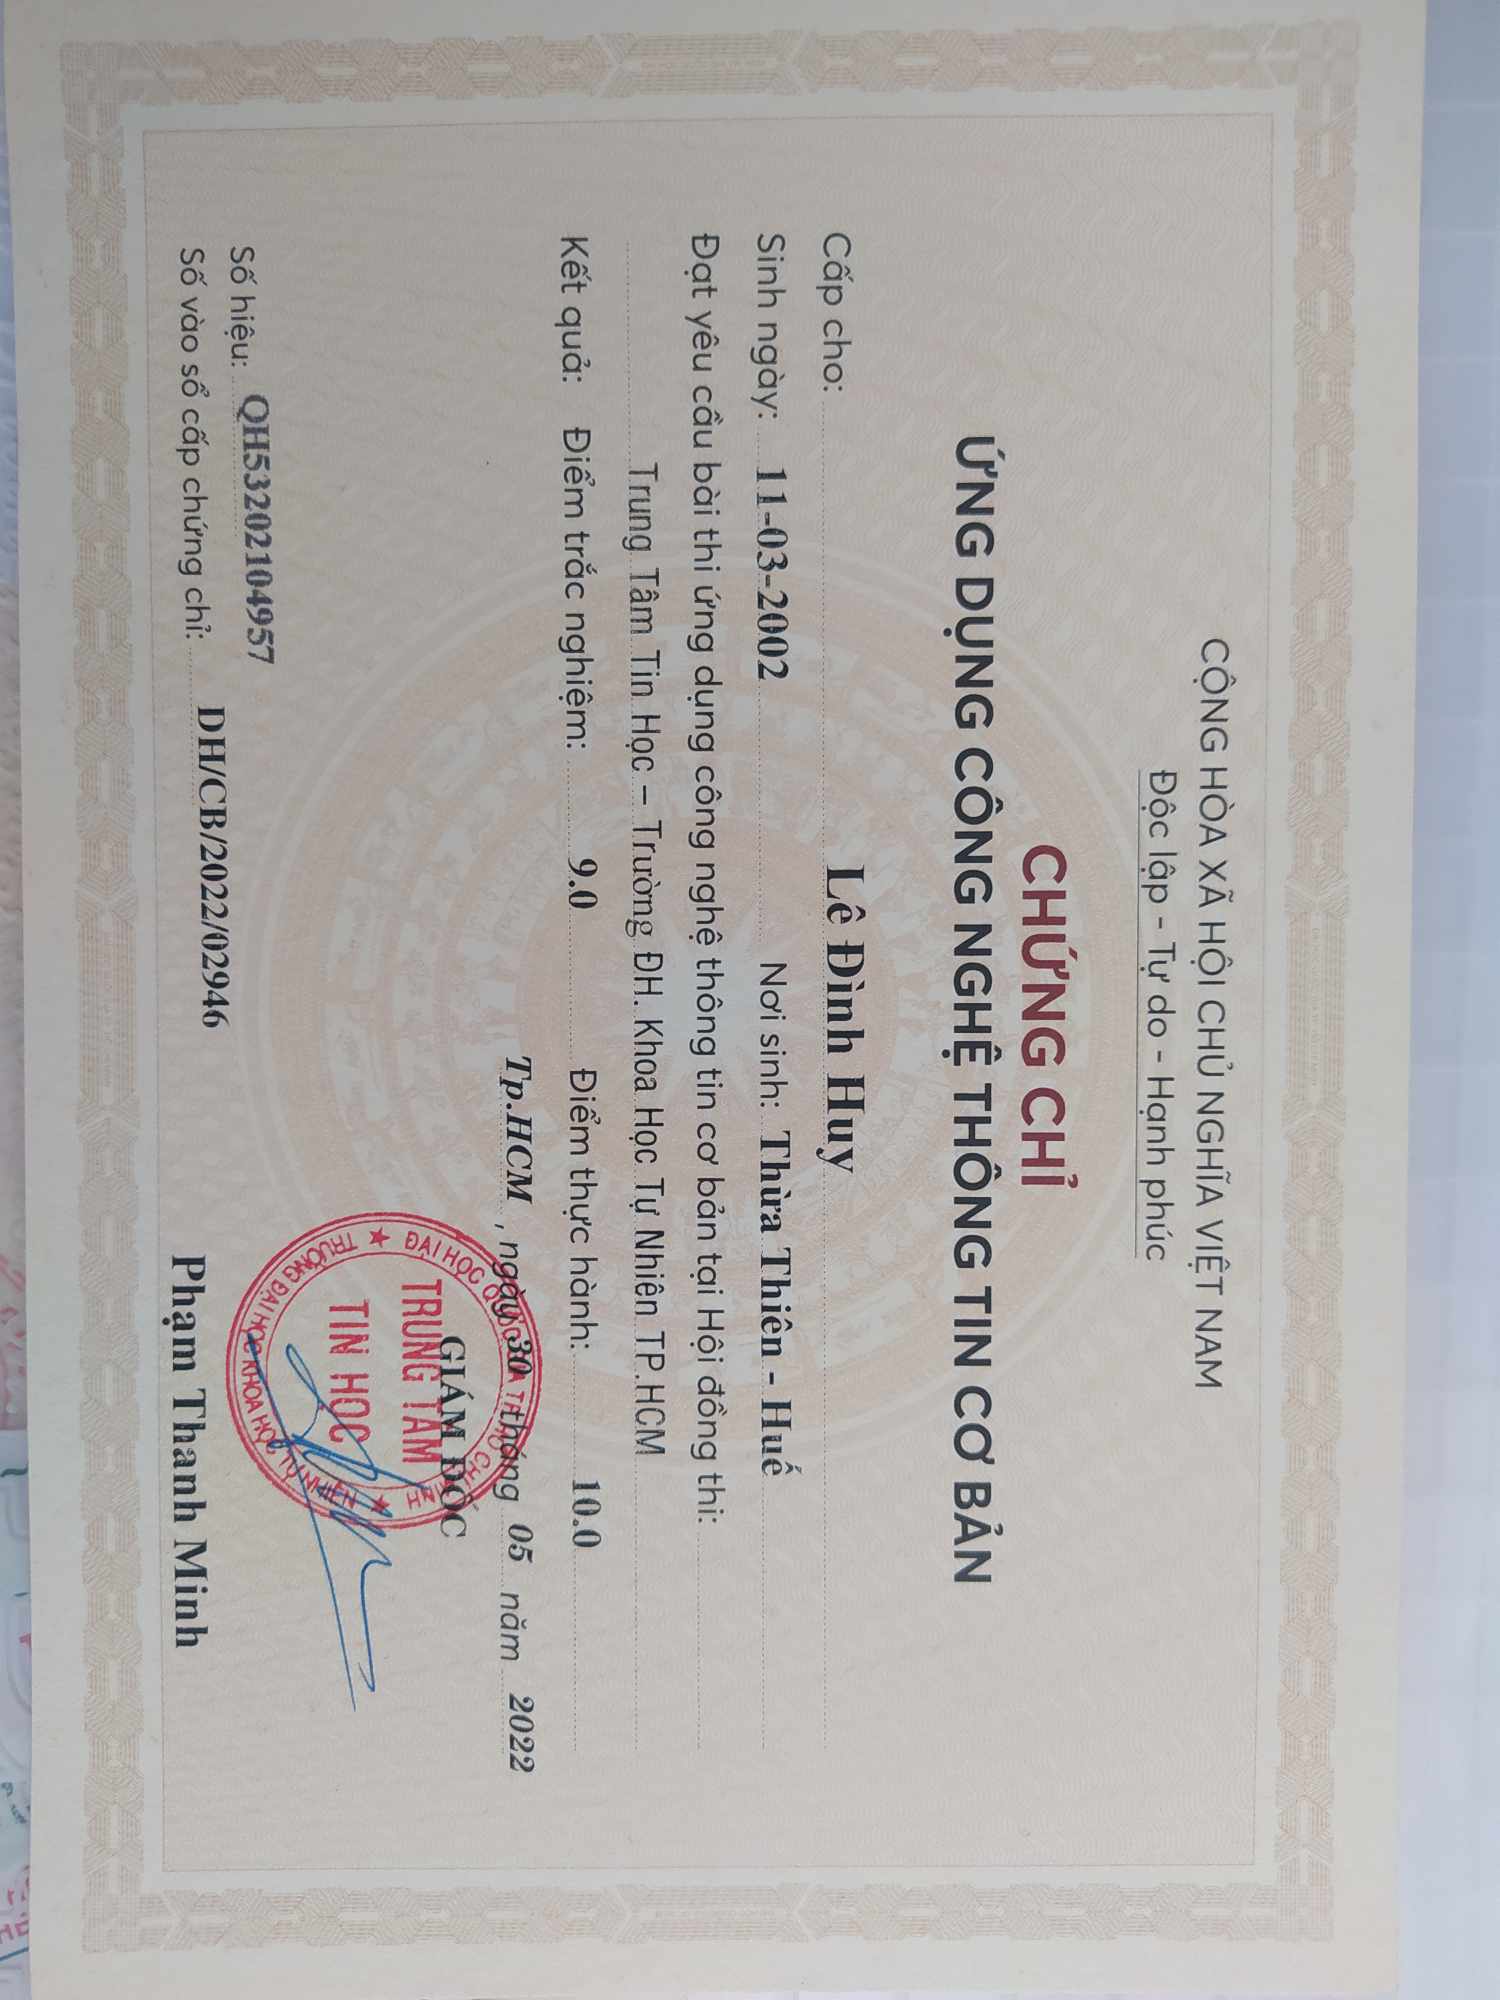 CỘNG HÒA XÃ HỘI CHỦ NGHĨA VIỆT NAM
Độc lập - Tự do - Hạnh phúc
CHỨNG CHỈ
ỨNG DỤNG CÔNG NGHỆ THÔNG TIN CƠ BẢN
Cấp cho: Lê Đình Huy
Sinh ngày: 11-03-2002 Nơi sinh: Thừa Thiên - Huế
Đạt yêu cầu bài thi ứng dụng công nghệ thông tin cơ bản tại Hội đồng thi:
Trung Tâm Tin Học – Trường ĐH. Khoa Học Tự Nhiên TP.HCM
Kết quả: Điểm trắc nghiệm: 9.0 Điểm thực hành: 10.0
Tp.HCM , ngày 30 tháng 05 năm 2022
GIÁM ĐỐC
ĐẠI HỌC QUỐC GIA TP. HỒ CHÍ MINH
TRUNG TÂM
TIN HỌC
TRƯỜNG ĐẠI HỌC KHOA HỌC TỰ NHIÊN
Số hiệu: QH53202104957
Số vào sổ cấp chứng chỉ: DH/CB/2022/02946
Phạm Thanh Minh